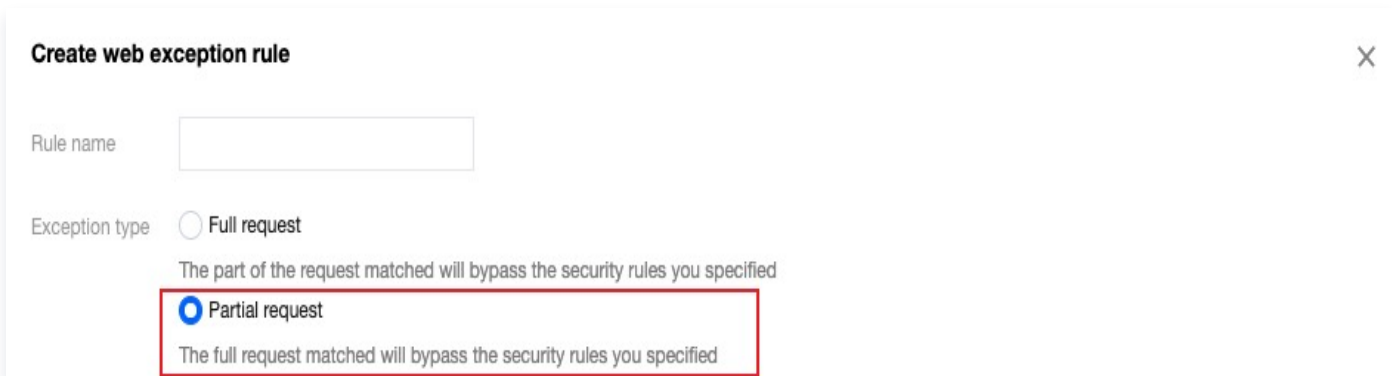 Create web exception rule
Rule name
Exception type Full request
The part of the request matched will bypass the security rules you specified
Partial request
The full request matched will bypass the security rules you specified